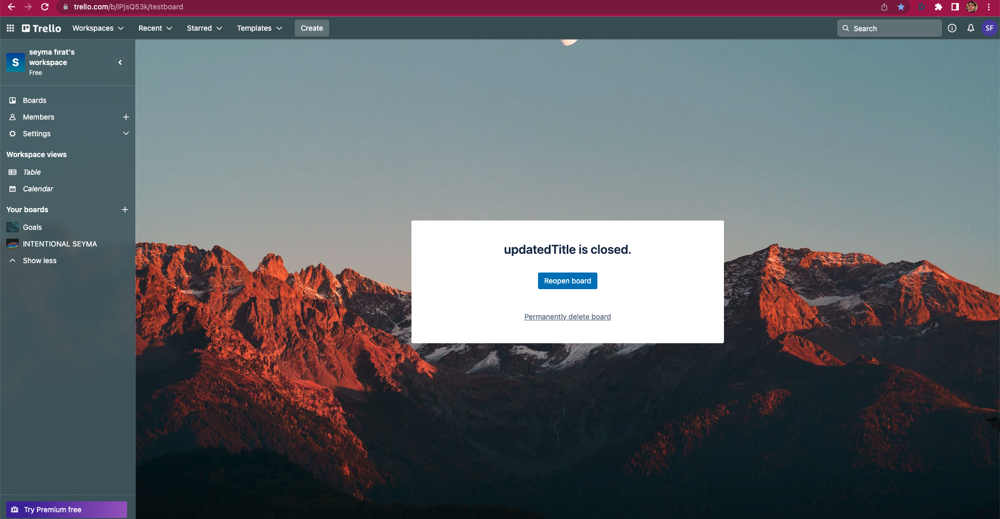 trello.com/b/lPjsQ53k/testboard
Trello Workspaces Recent Starred Templates Create Search SF
S
seyma fırat's
workspace
Free
Boards
Members
Settings
Workspace views
Table
Calendar
Your boards
Goals
INTENTIONAL SEYMA
Show less
updatedTitle is closed.
Reopen board
Permanently delete board
Try Premium free